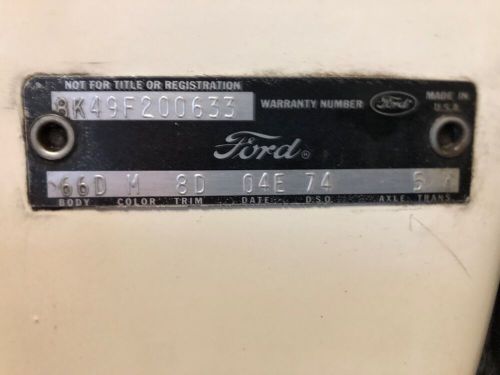 NOT FOR TITLE OR REGISTRATION
8K49F200633 WARRANTY NUMBER Ford MADE IN U.S.A.
Ford®
66D M 8D 04E 74 5
BODY COLOR TRIM DATE D.S.O. AXLE TRANS.